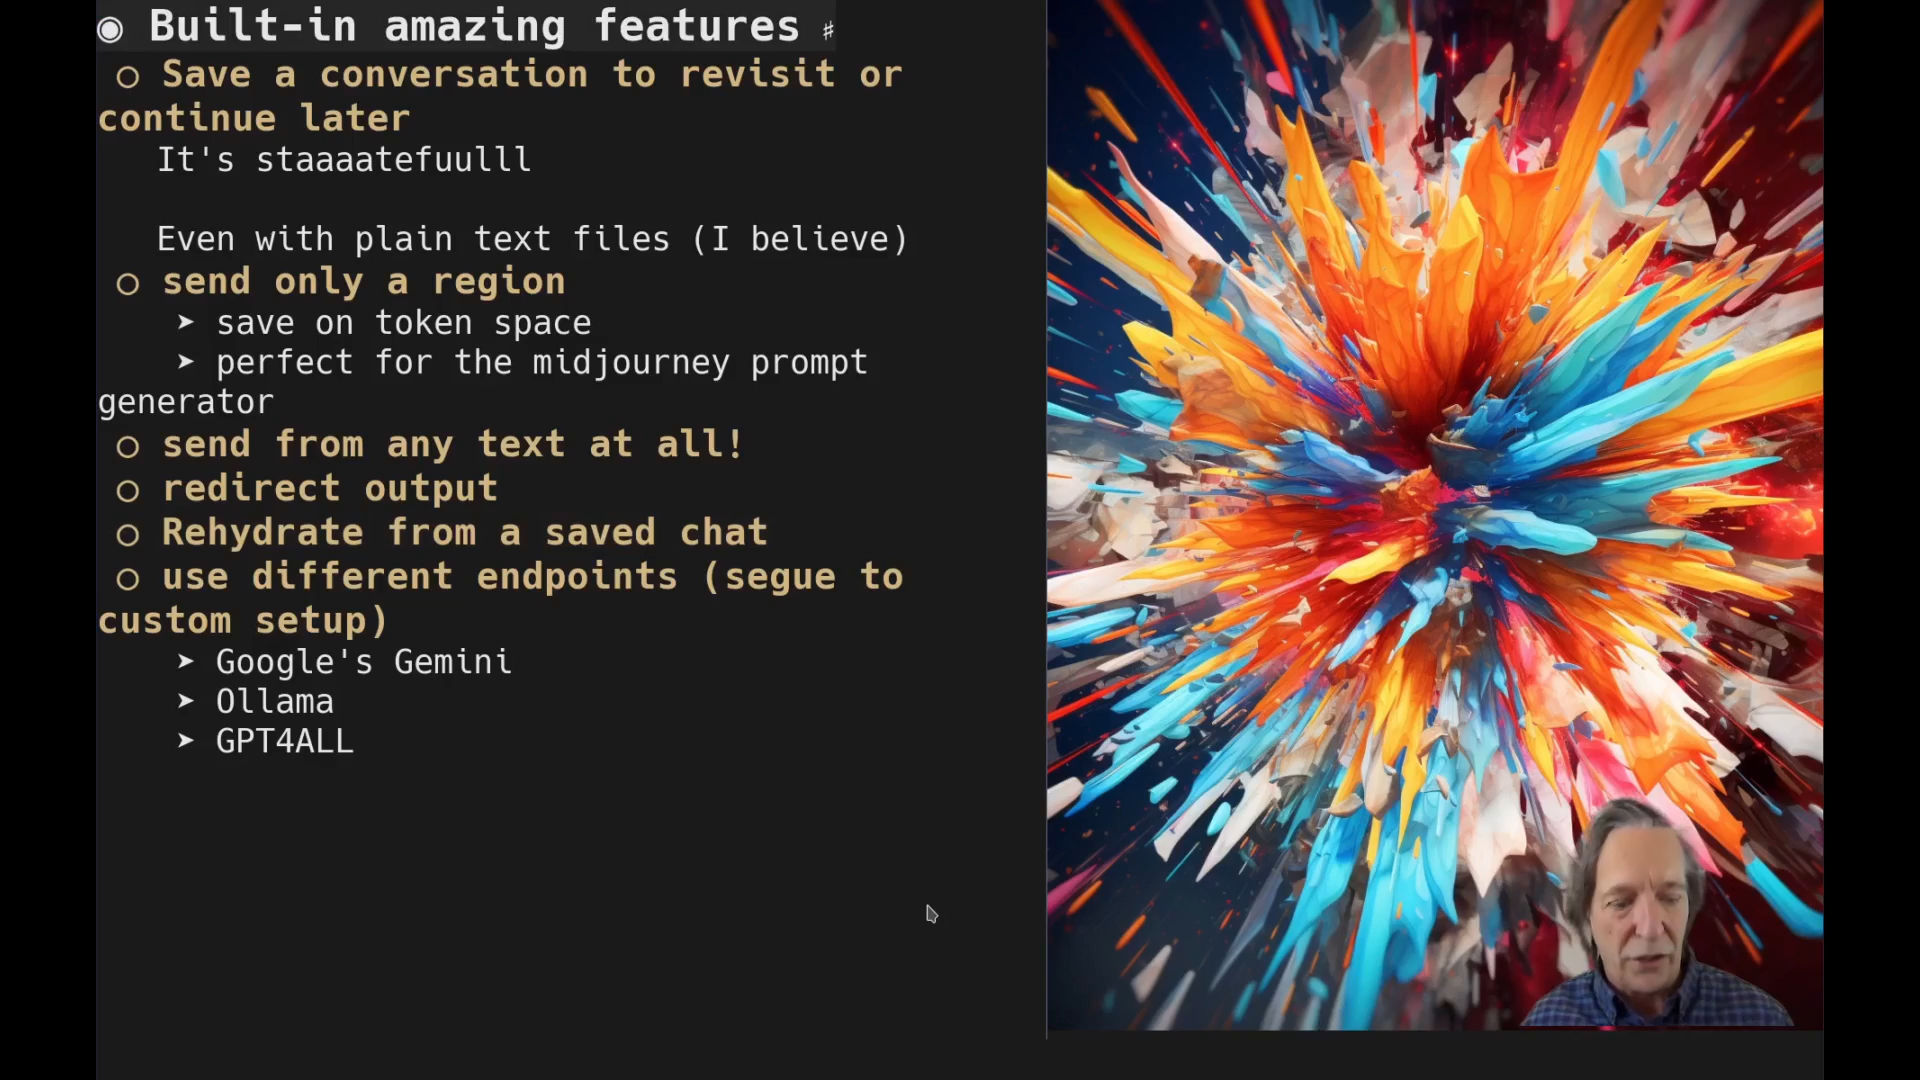 ◉ Built-in amazing features #
○ Save a conversation to revisit or
continue later
It's staaaatefuulll
Even with plain text files (I believe)
○ send only a region
➤ save on token space
➤ perfect for the midjourney prompt
generator
○ send from any text at all!
○ redirect output
○ Rehydrate from a saved chat
○ use different endpoints (segue to
custom setup)
➤ Google's Gemini
➤ Ollama
➤ GPT4ALL